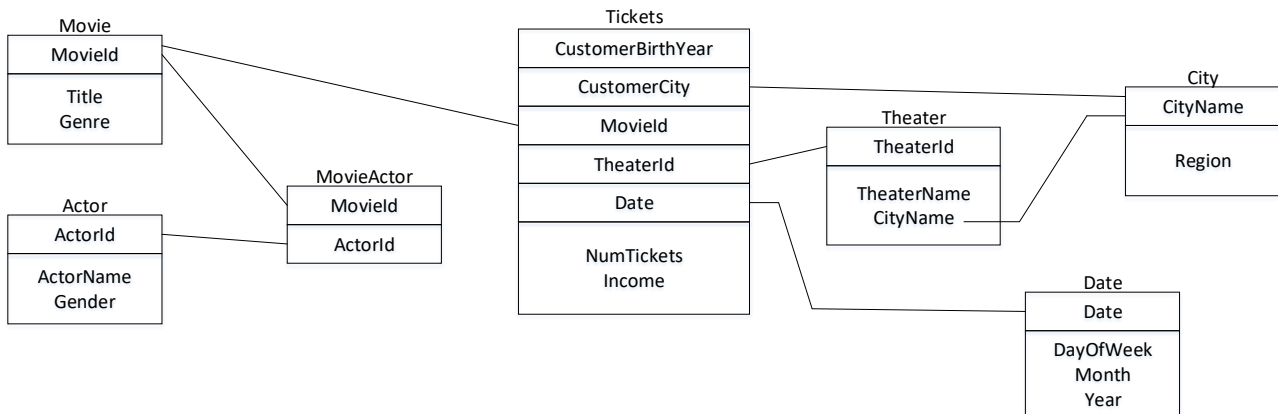 Movie
MovieId
Title
Genre
Actor
ActorId
ActorName
Gender
MovieActor
MovieId
ActorId
Tickets
CustomerBirthYear
CustomerCity
MovieId
TheaterId
Date
NumTickets
Income
Theater
TheaterId
TheaterName
CityName
City
CityName
Region
Date
Date
DayOfWeek
Month
Year